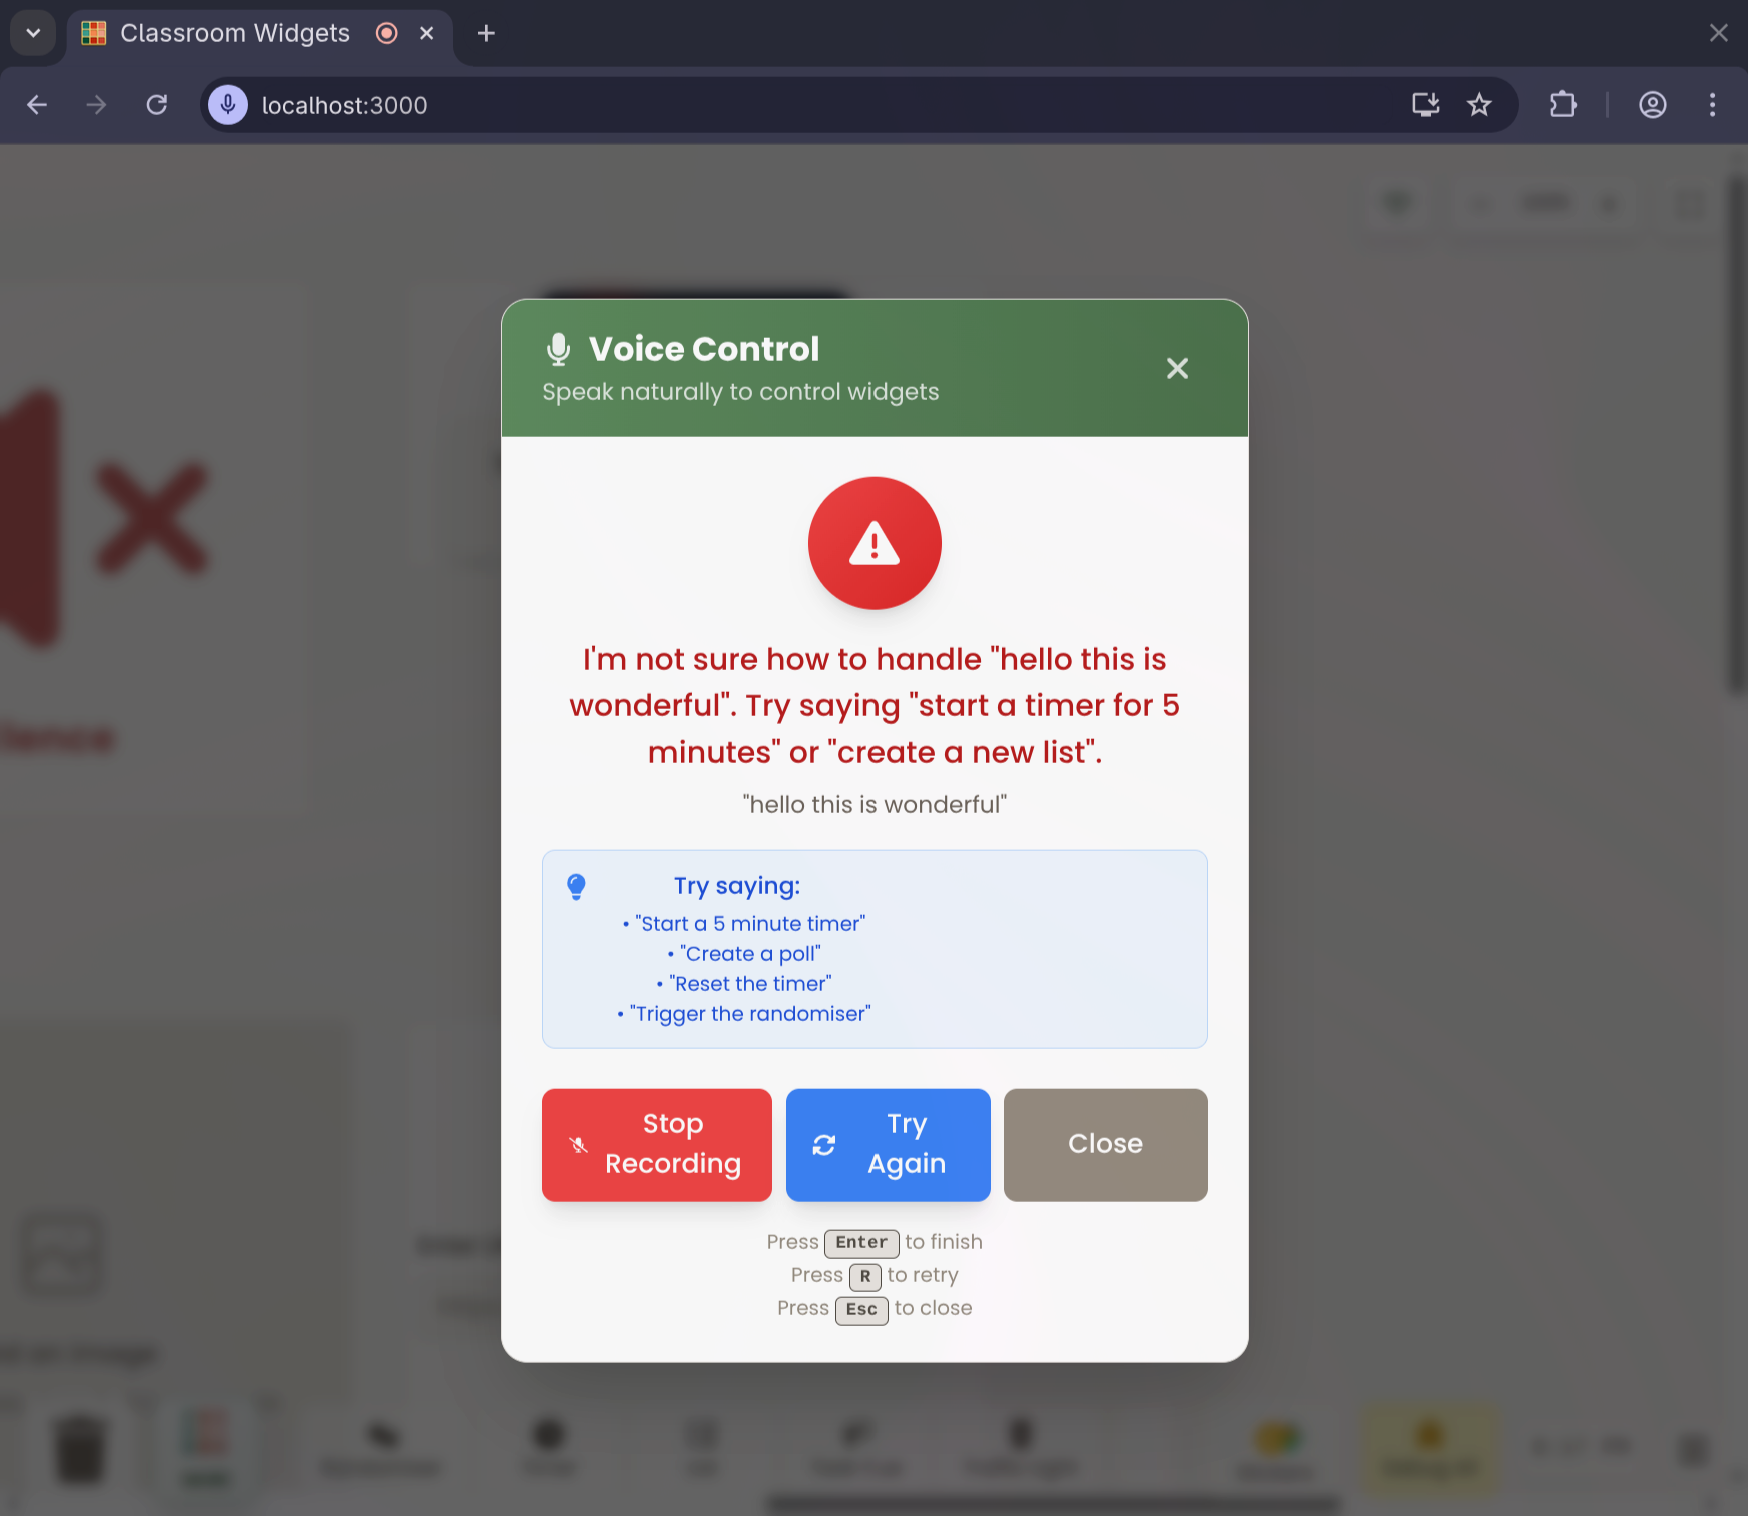 Classroom Widgets
localhost:3000
Voice Control
Speak naturally to control widgets
I'm not sure how to handle "hello this is
wonderful". Try saying "start a timer for 5
minutes" or "create a new list".
"hello this is wonderful"
Try saying:
• "Start a 5 minute timer"
• "Create a poll"
• "Reset the timer"
• "Trigger the randomiser"
Stop
Recording
Try
Again
Close
Press Enter to finish
Press R to retry
Press Esc to close